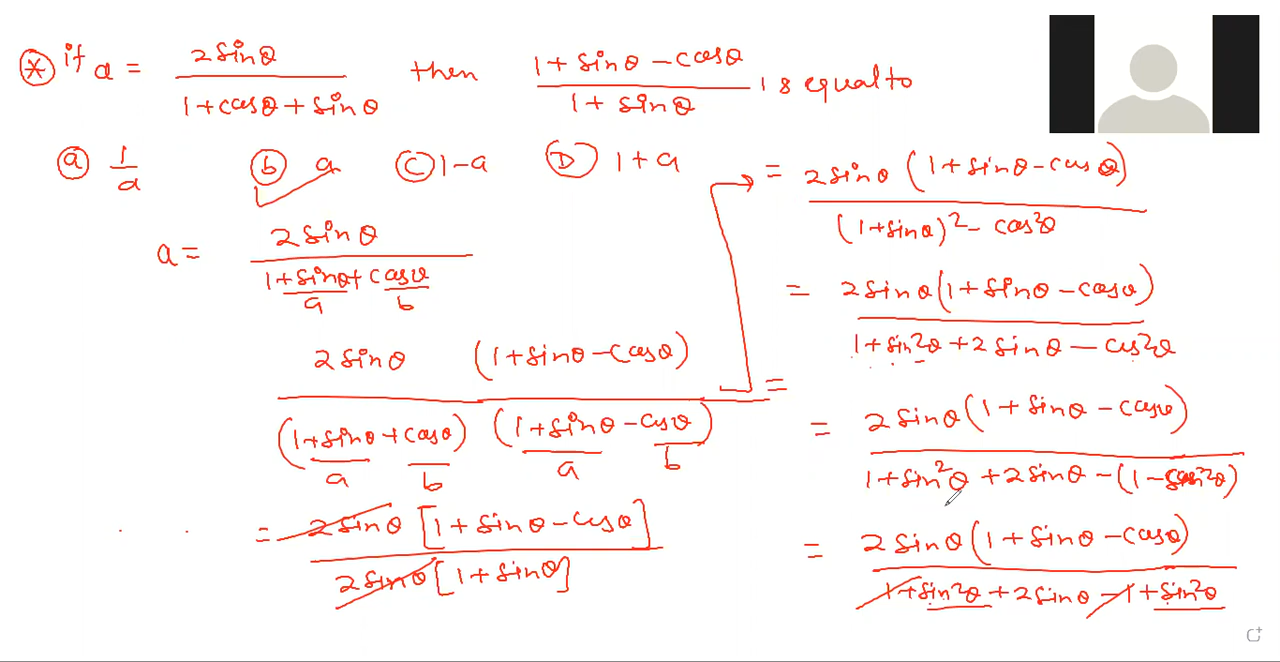 * if a = 2sinθ / 1+cosθ+sinθ then 1+sinθ-cosθ / 1+sinθ is equal to
a 1/a b a C 1-a D 1+a
a = 2sinθ / 1+sinθ+cosθ
a b
2sinθ (1+sinθ-cosθ) / (1+sinθ+cosθ) (1+sinθ-cosθ) =
a b a b
= 2sinθ (1+sinθ-cosθ) / (1+sinθ)²-cos²θ
= 2sinθ(1+sinθ-cosθ) / 1+sin²θ+2sinθ-cos²θ
= 2sinθ(1+sinθ-cosθ) / 1+sin²θ+2sinθ-(1-sin²θ)
= 2sinθ(1+sinθ-cosθ) / 1+sin²θ+2sinθ-1+sin²θ
= 2sinθ [1+sinθ-cosθ] / 2sinθ[1+sinθ]